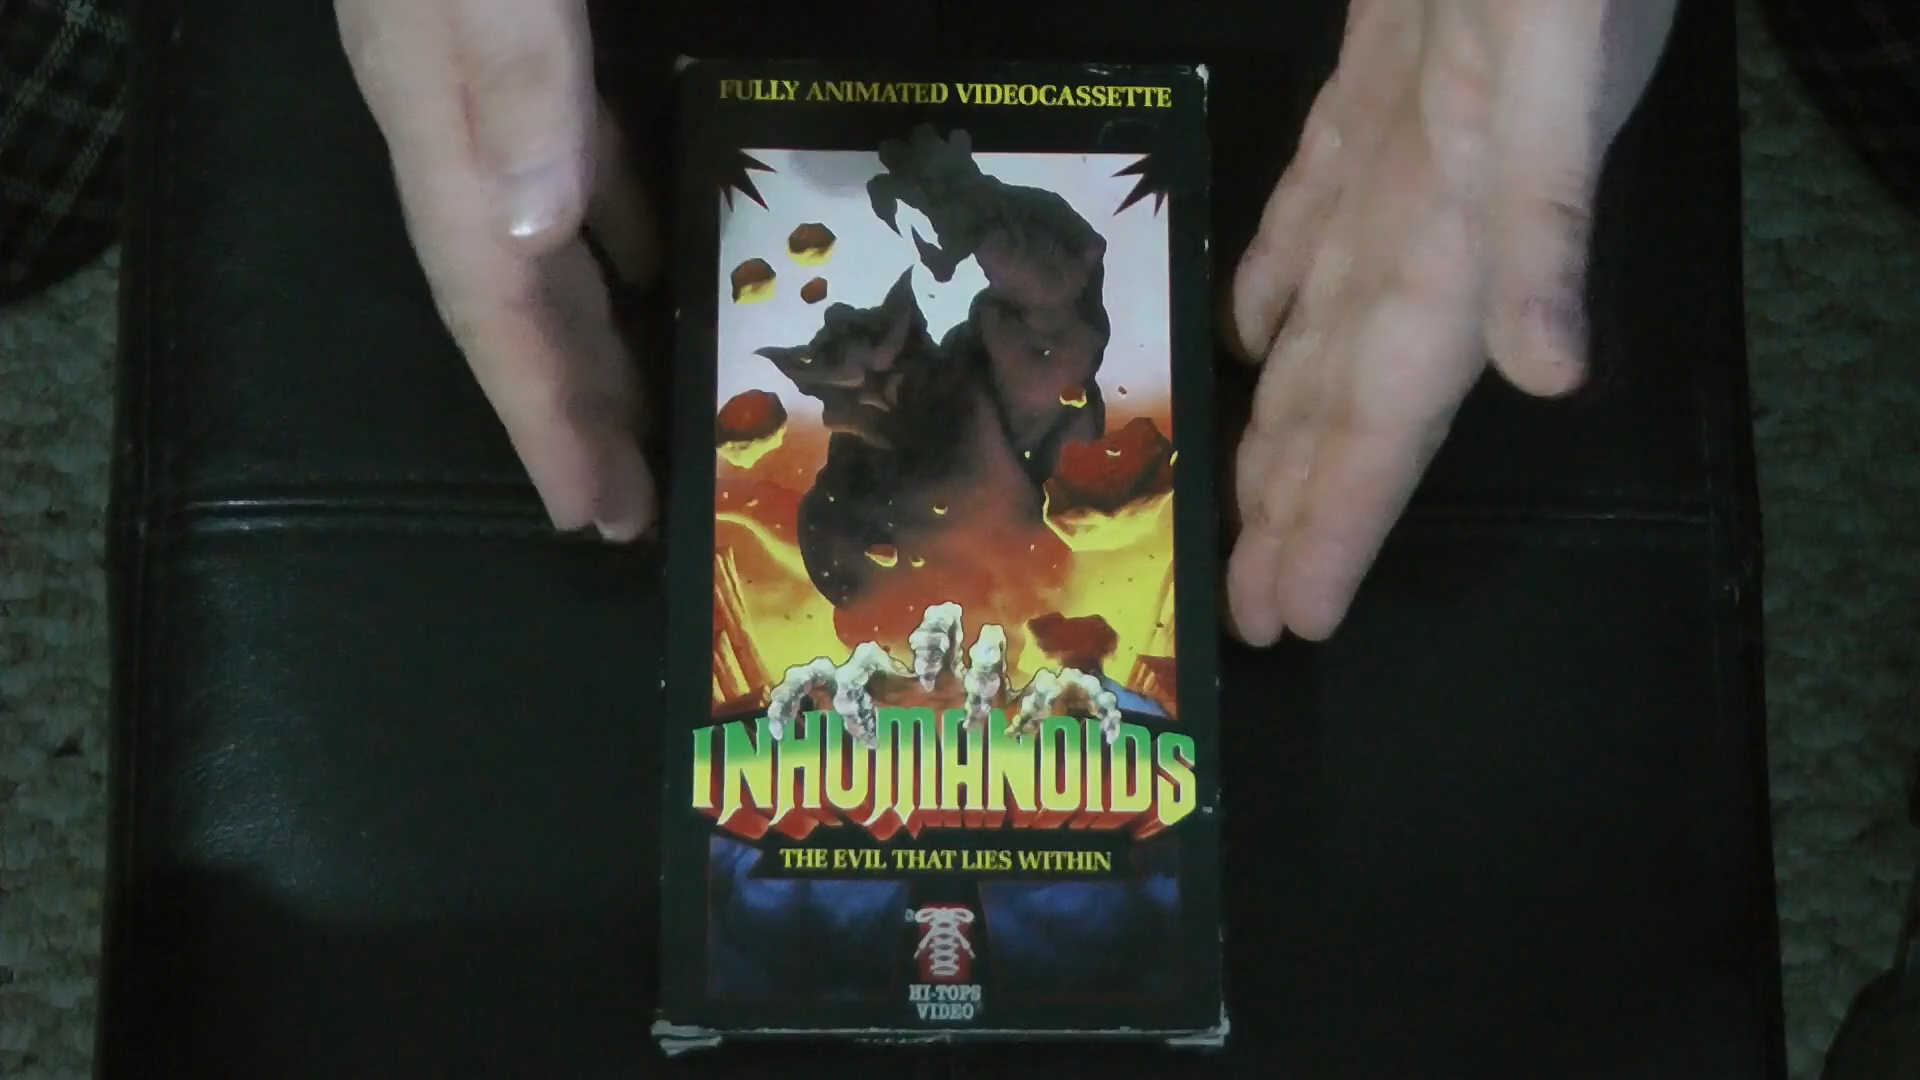 FULLY ANIMATED VIDEOCASSETTE
INHUMANOIDS
THE EVIL THAT LIES WITHIN
HI-TOPS
VIDEO